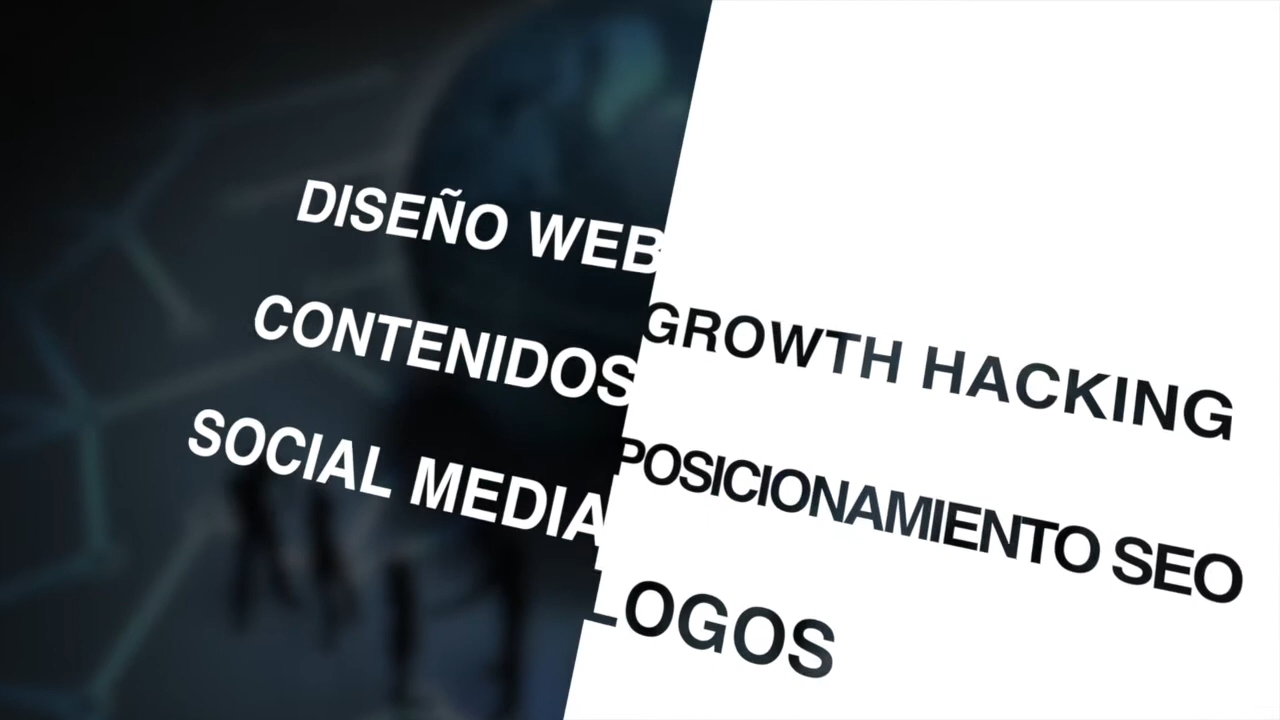 DISEÑO WEB
CONTENIDOS
SOCIAL MEDIA
GROWTH HACKING
POSICIONAMIENTO SEO
LOGOS